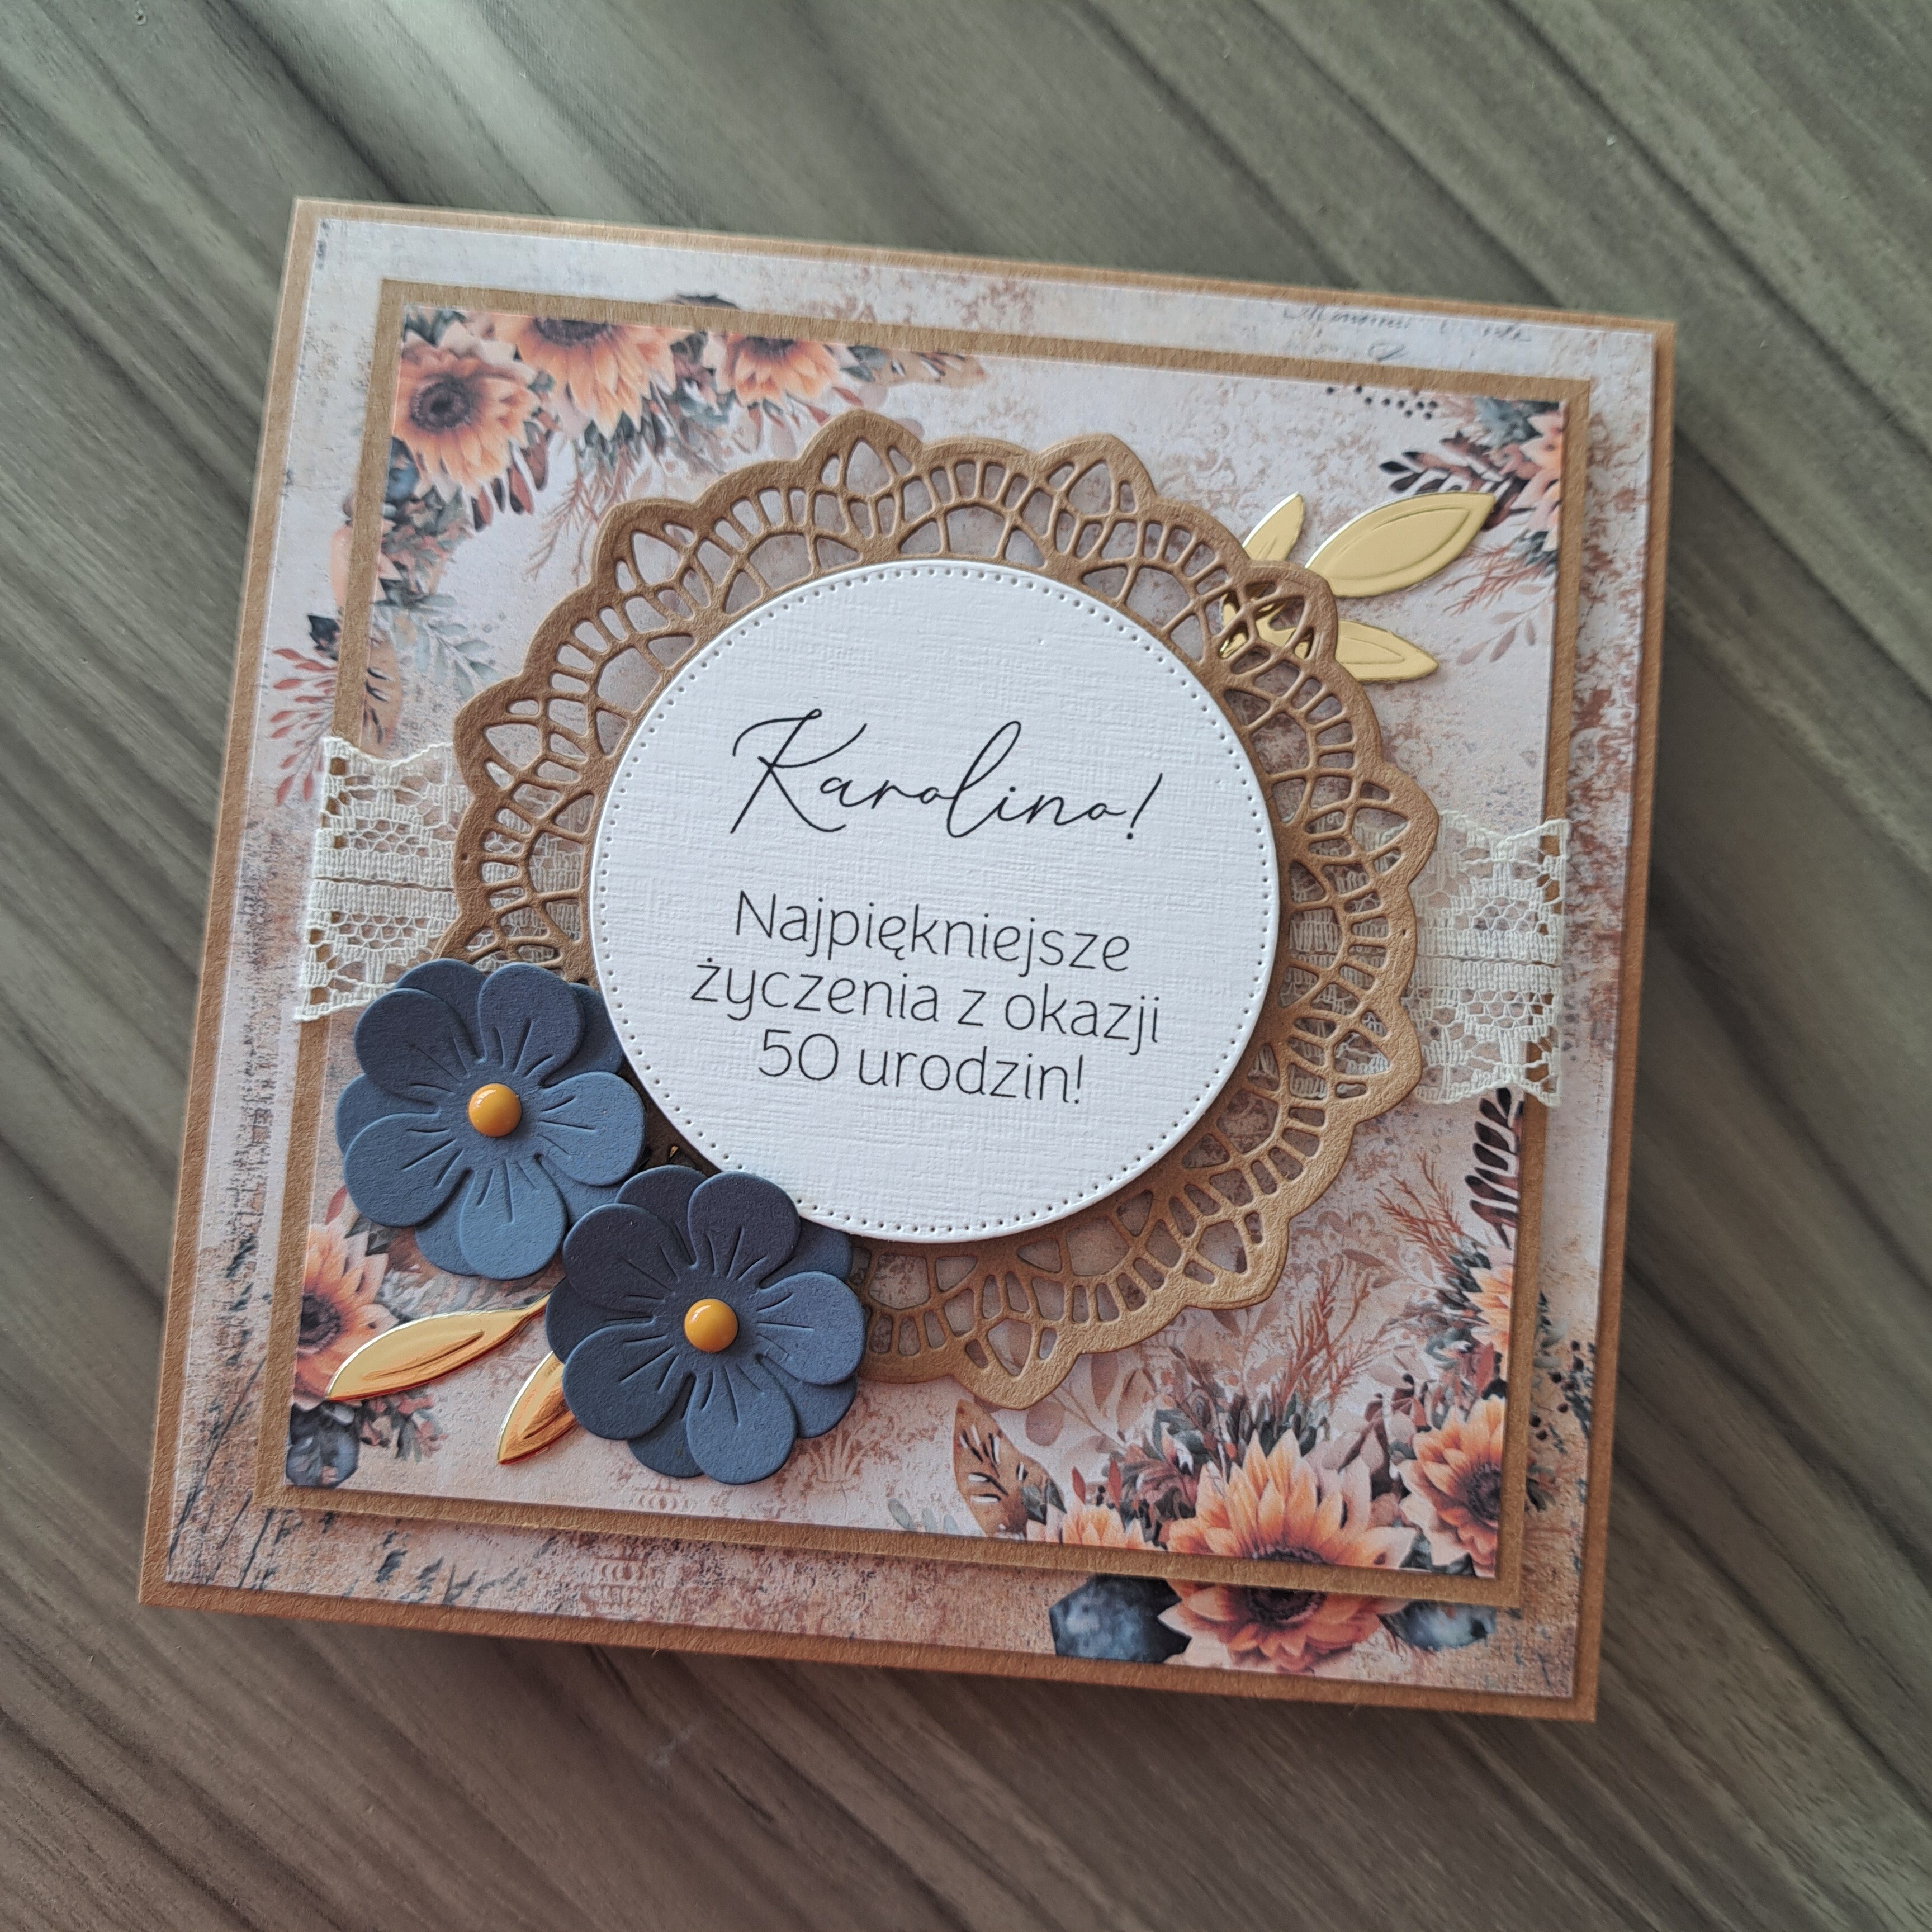 Karolino!
Najpiękniejsze
życzenia z okazji
50 urodzin!